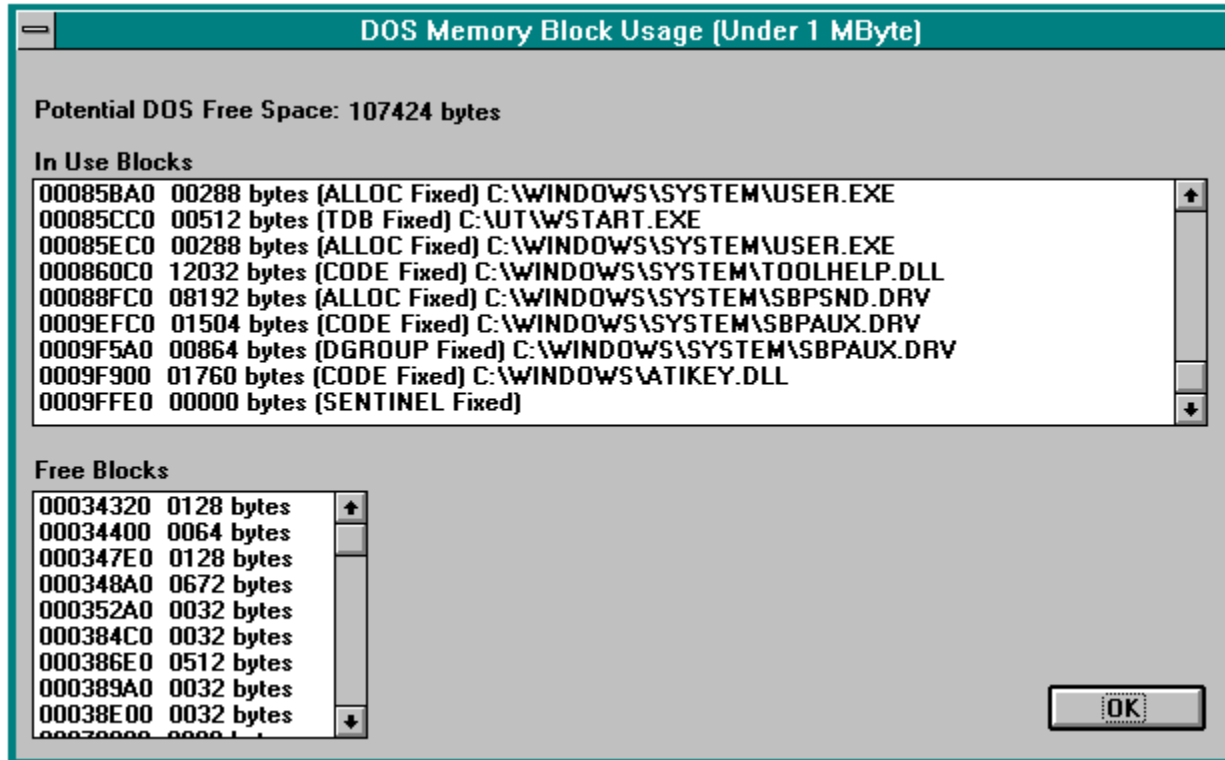 DOS Memory Block Usage (Under 1 MByte)
Potential DOS Free Space: 107424 bytes
In Use Blocks
00085BA0 00288 bytes (ALLOC Fixed) C:\WINDOWS\SYSTEM\USER.EXE
00085CC0 00512 bytes (TDB Fixed) C:\UT\WSTART.EXE
00085EC0 00288 bytes (ALLOC Fixed) C:\WINDOWS\SYSTEM\USER.EXE
000860C0 12032 bytes (CODE Fixed) C:\WINDOWS\SYSTEM\TOOLHELP.DLL
00088FC0 08192 bytes (ALLOC Fixed) C:\WINDOWS\SYSTEM\SBPSND.DRV
0009EFC0 01504 bytes (CODE Fixed) C:\WINDOWS\SYSTEM\SBPAUX.DRV
0009F5A0 00864 bytes (DGROUP Fixed) C:\WINDOWS\SYSTEM\SBPAUX.DRV
0009F900 01760 bytes (CODE Fixed) C:\WINDOWS\ATIKEY.DLL
0009FFE0 00000 bytes (SENTINEL Fixed)
Free Blocks
00034320 0128 bytes
00034400 0064 bytes
000347E0 0128 bytes
000348A0 0672 bytes
000352A0 0032 bytes
000384C0 0032 bytes
000386E0 0512 bytes
000389A0 0032 bytes
00038E00 0032 bytes
OK